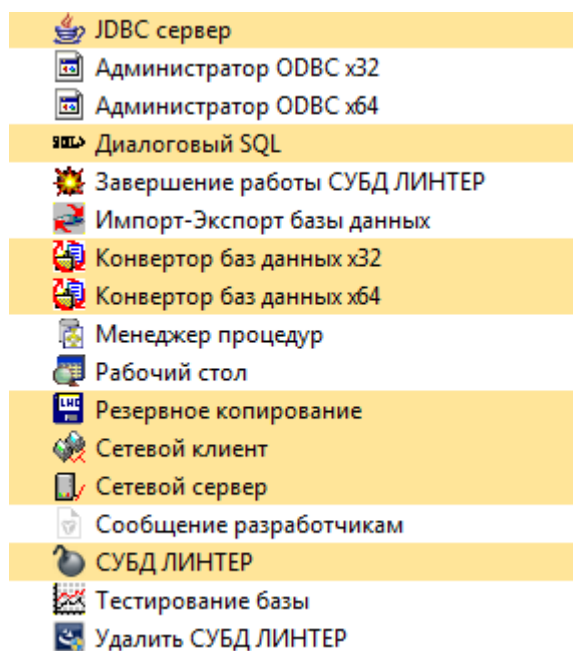 JDBC сервер
Администратор ODBC x32
Администратор ODBC x64
Диалоговый SQL
Завершение работы СУБД ЛИНТЕР
Импорт-Экспорт базы данных
Конвертор баз данных x32
Конвертор баз данных x64
Менеджер процедур
Рабочий стол
Резервное копирование
Сетевой клиент
Сетевой сервер
Сообщение разработчикам
СУБД ЛИНТЕР
Тестирование базы
Удалить СУБД ЛИНТЕР